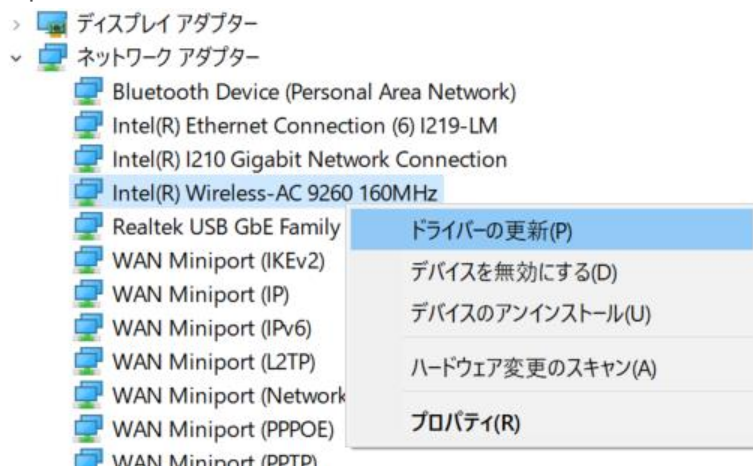 ディスプレイ アダプター
ネットワーク アダプター
Bluetooth Device (Personal Area Network)
Intel(R) Ethernet Connection (6) I219-LM
Intel(R) I210 Gigabit Network Connection
Intel(R) Wireless-AC 9260 160MHz
Realtek USB GbE Family
WAN Miniport (IKEv2)
WAN Miniport (IP)
WAN Miniport (IPv6)
WAN Miniport (L2TP)
WAN Miniport (Network
WAN Miniport (PPPOE)
WAN Miniport (PPTP)
ドライバーの更新(P)
デバイスを無効にする(D)
デバイスのアンインストール(U)
ハードウェア変更のスキャン(A)
プロパティ(R)